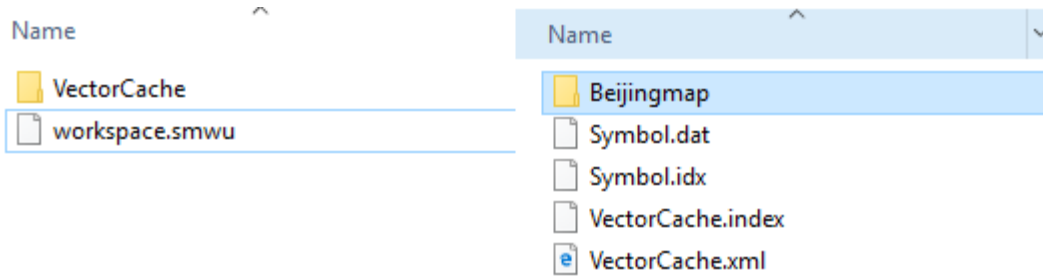 Name
VectorCache
workspace.smwu
Name
Beijingmap
Symbol.dat
Symbol.idx
VectorCache.index
VectorCache.xml